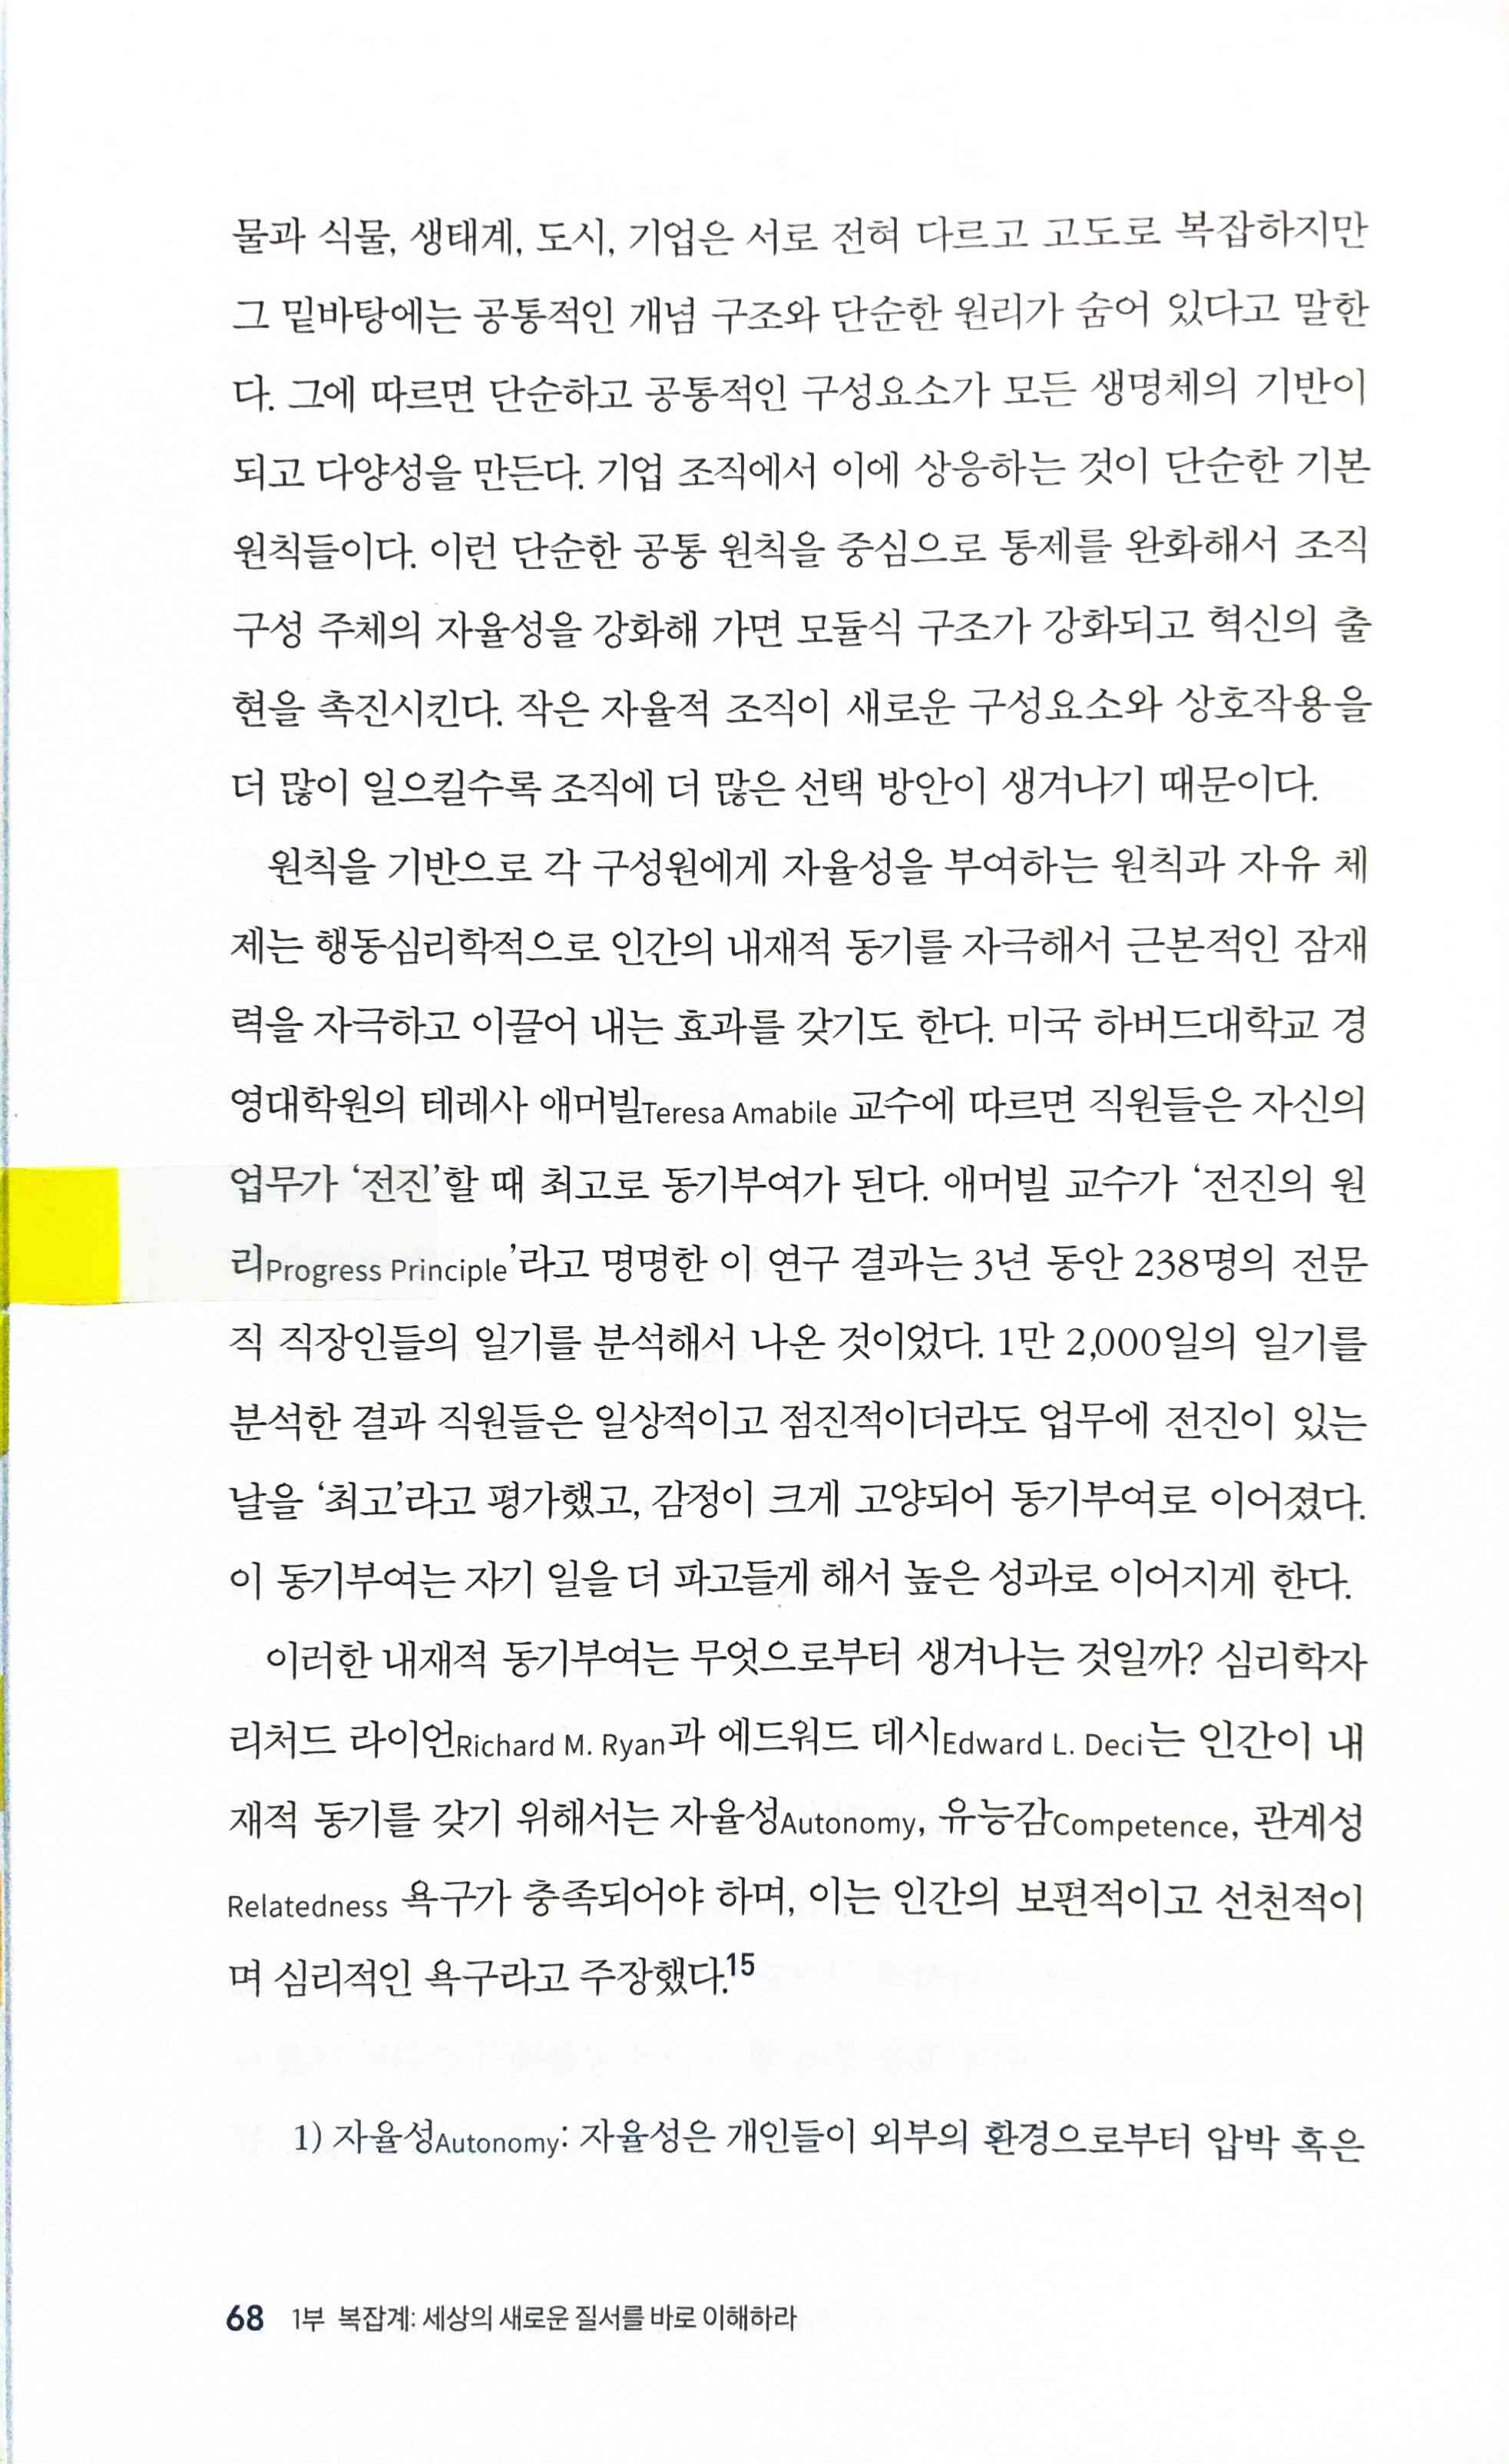 물과 식물, 생태계, 도시, 기업은 서로 전혀 다르고 고도로 복잡하지만
그 밑바탕에는 공통적인 개념 구조와 단순한 원리가 숨어 있다고 말한
다. 그에 따르면 단순하고 공통적인 구성요소가 모든 생명체의 기반이
되고 다양성을 만든다. 기업 조직에서 이에 상응하는 것이 단순한 기본
원칙들이다. 이런 단순한 공통 원칙을 중심으로 통제를 완화해서 조직
구성 주체의 자율성을 강화해 가면 모듈식 구조가 강화되고 혁신의 출
현을 촉진시킨다. 작은 자율적 조직이 새로운 구성요소와 상호작용을
더 많이 일으킬수록 조직에 더 많은 선택 방안이 생겨나기 때문이다.
원칙을 기반으로 각 구성원에게 자율성을 부여하는 원칙과 자유 체
제는 행동심리학적으로 인간의 내재적 동기를 자극해서 근본적인 잠재
력을 자극하고 이끌어 내는 효과를 갖기도 한다. 미국 하버드대학교 경
영대학원의 테레사 애머빌Teresa Amabile 교수에 따르면 직원들은 자신의
업무가 ‘전진’할 때 최고로 동기부여가 된다. 애머빌 교수가 ‘전진의 원
리Progress Principle’라고 명명한 이 연구 결과는 3년 동안 238명의 전문
직 직장인들의 일기를 분석해서 나온 것이었다. 1만 2,000일의 일기를
분석한 결과 직원들은 일상적이고 점진적이더라도 업무에 전진이 있는
날을 ‘최고’라고 평가했고, 감정이 크게 고양되어 동기부여로 이어졌다.
이 동기부여는 자기 일을 더 파고들게 해서 높은 성과로 이어지게 한다.
이러한 내재적 동기부여는 무엇으로부터 생겨나는 것일까? 심리학자
리처드 라이언Richard M. Ryan과 에드워드 데시Edward L. Deci는 인간이 내
재적 동기를 갖기 위해서는 자율성Autonomy, 유능감Competence, 관계성
Relatedness 욕구가 충족되어야 하며, 이는 인간의 보편적이고 선천적이
며 심리적인 욕구라고 주장했다.15
1) 자율성Autonomy: 자율성은 개인들이 외부의 환경으로부터 압박 혹은
68 1부 복잡계: 세상의 새로운 질서를 바로 이해하라